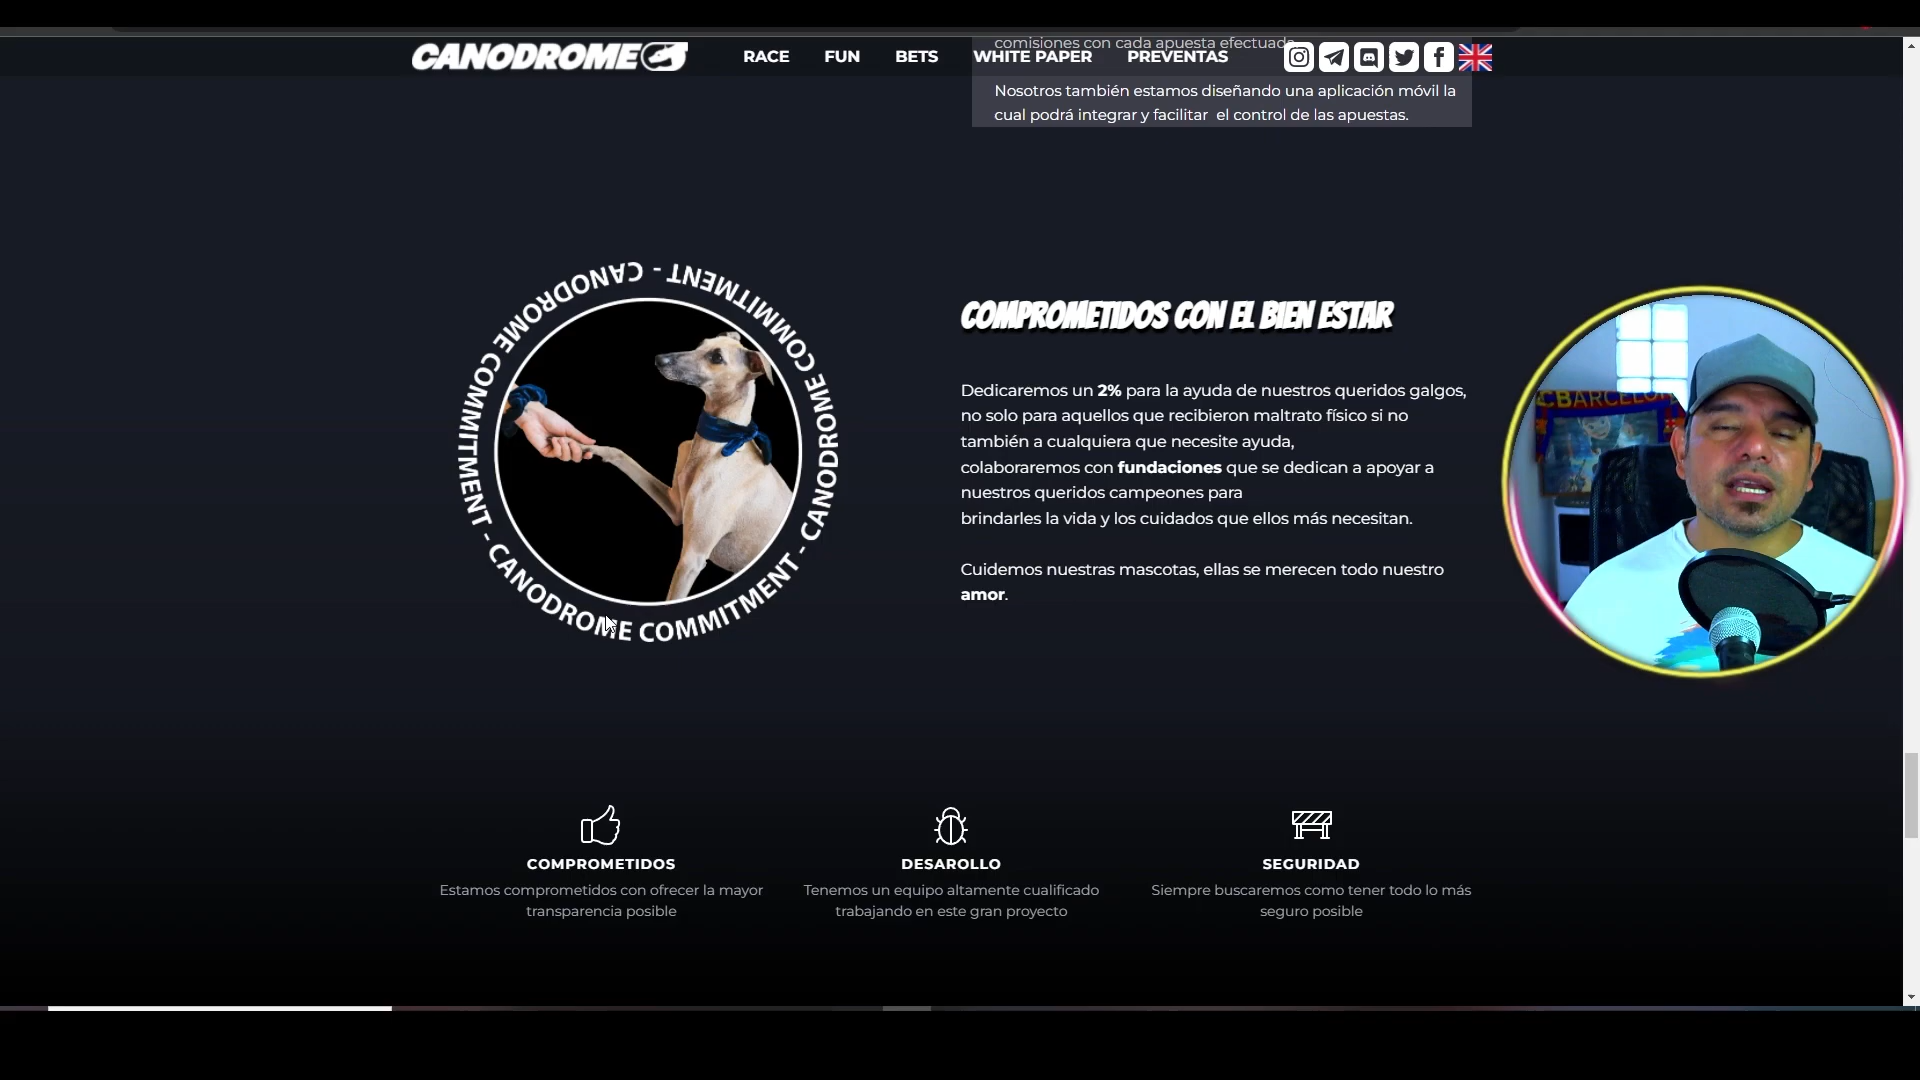 comisiones con cada apuesta efectuada
CANODROME
RACE
FUN
BETS
WHITE PAPER
PREVENTAS
Nosotros también estamos diseñando una aplicación móvil la
cual podrá integrar y facilitar el control de las apuestas.
CANODROME COMMITMENT - CANODROME COMMITMENT - CANODROME COMMITMENT -
COMPROMETIDOS CON EL BIEN ESTAR
Dedicaremos un 2% para la ayuda de nuestros queridos galgos,
no solo para aquellos que recibieron maltrato físico si no
también a cualquiera que necesite ayuda,
colaboraremos con fundaciones que se dedican a apoyar a
nuestros queridos campeones para
brindarles la vida y los cuidados que ellos más necesitan.
Cuidemos nuestras mascotas, ellas se merecen todo nuestro
amor.
CBARCELO
COMPROMETIDOS
Estamos comprometidos con ofrecer la mayor
transparencia posible
DESAROLLO
Tenemos un equipo altamente cualificado
trabajando en este gran proyecto
SEGURIDAD
Siempre buscaremos como tener todo lo más
seguro posible